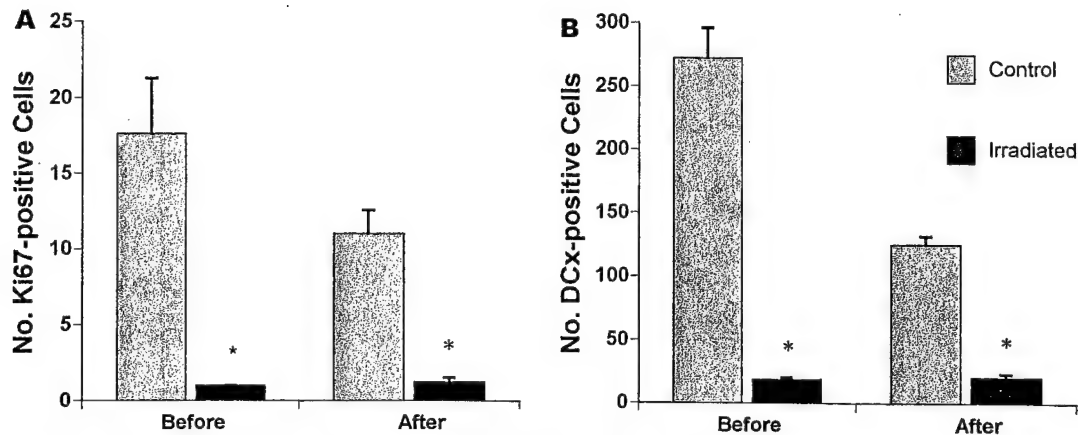 A
No. Ki67-positive Cells
25
20
15
10
5
0
*
*
Before
After
B
No. DCx-positive Cells
300
250
200
150
100
50
0
*
*
Before
After
Control
Irradiated